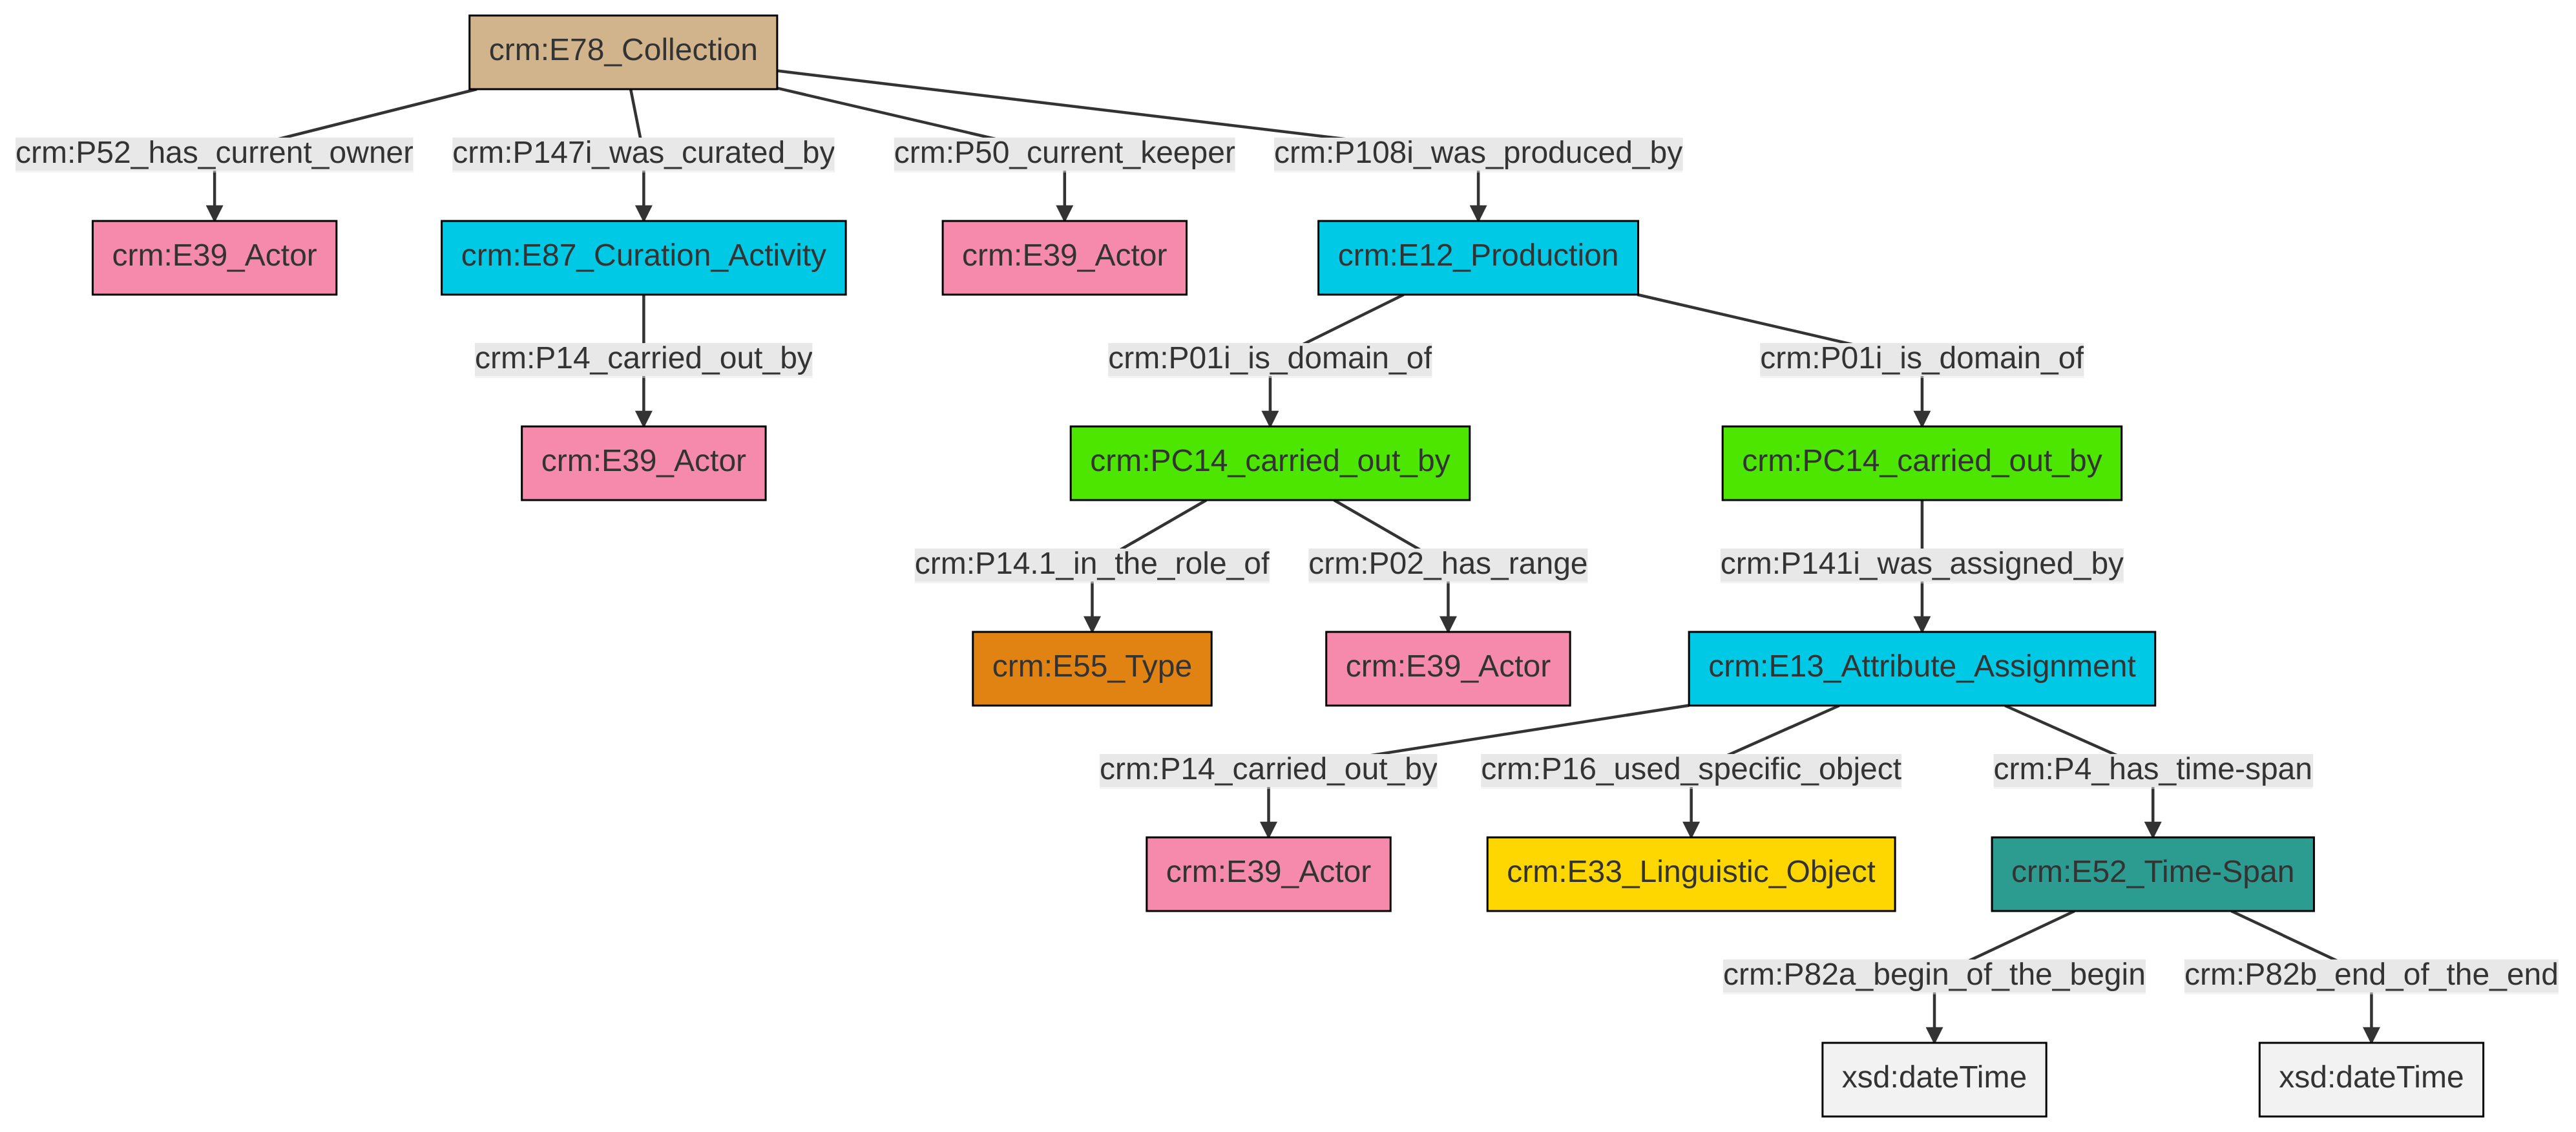 crm:E78_Collection
crm:P52_has_current_owner
crm:P147i_was_curated_by
crm:P50_current_keeper
crm:P108i_was_produced_by
crm:E39_Actor
crm:E87_Curation_Activity
crm:E39_Actor
crm:E12_Production
crm:P14_carried_out_by
crm:P01i_is_domain_of
crm:P01i_is_domain_of
crm:E39_Actor
crm:PC14_carried_out_by
crm:PC14_carried_out_by
crm:P14.1_in_the_role_of
crm:P02_has_range
crm:P141i_was_assigned_by
crm:E55_Type
crm:E39_Actor
crm:E13_Attribute_Assignment
crm:P14_carried_out_by
crm:P16_used_specific_object
crm:P4_has_time-span
crm:E39_Actor
crm:E33_Linguistic_Object
crm:E52_Time-Span
crm:P82a_begin_of_the_begin
crm:P82b_end_of_the_end
xsd:dateTime
xsd:dateTime